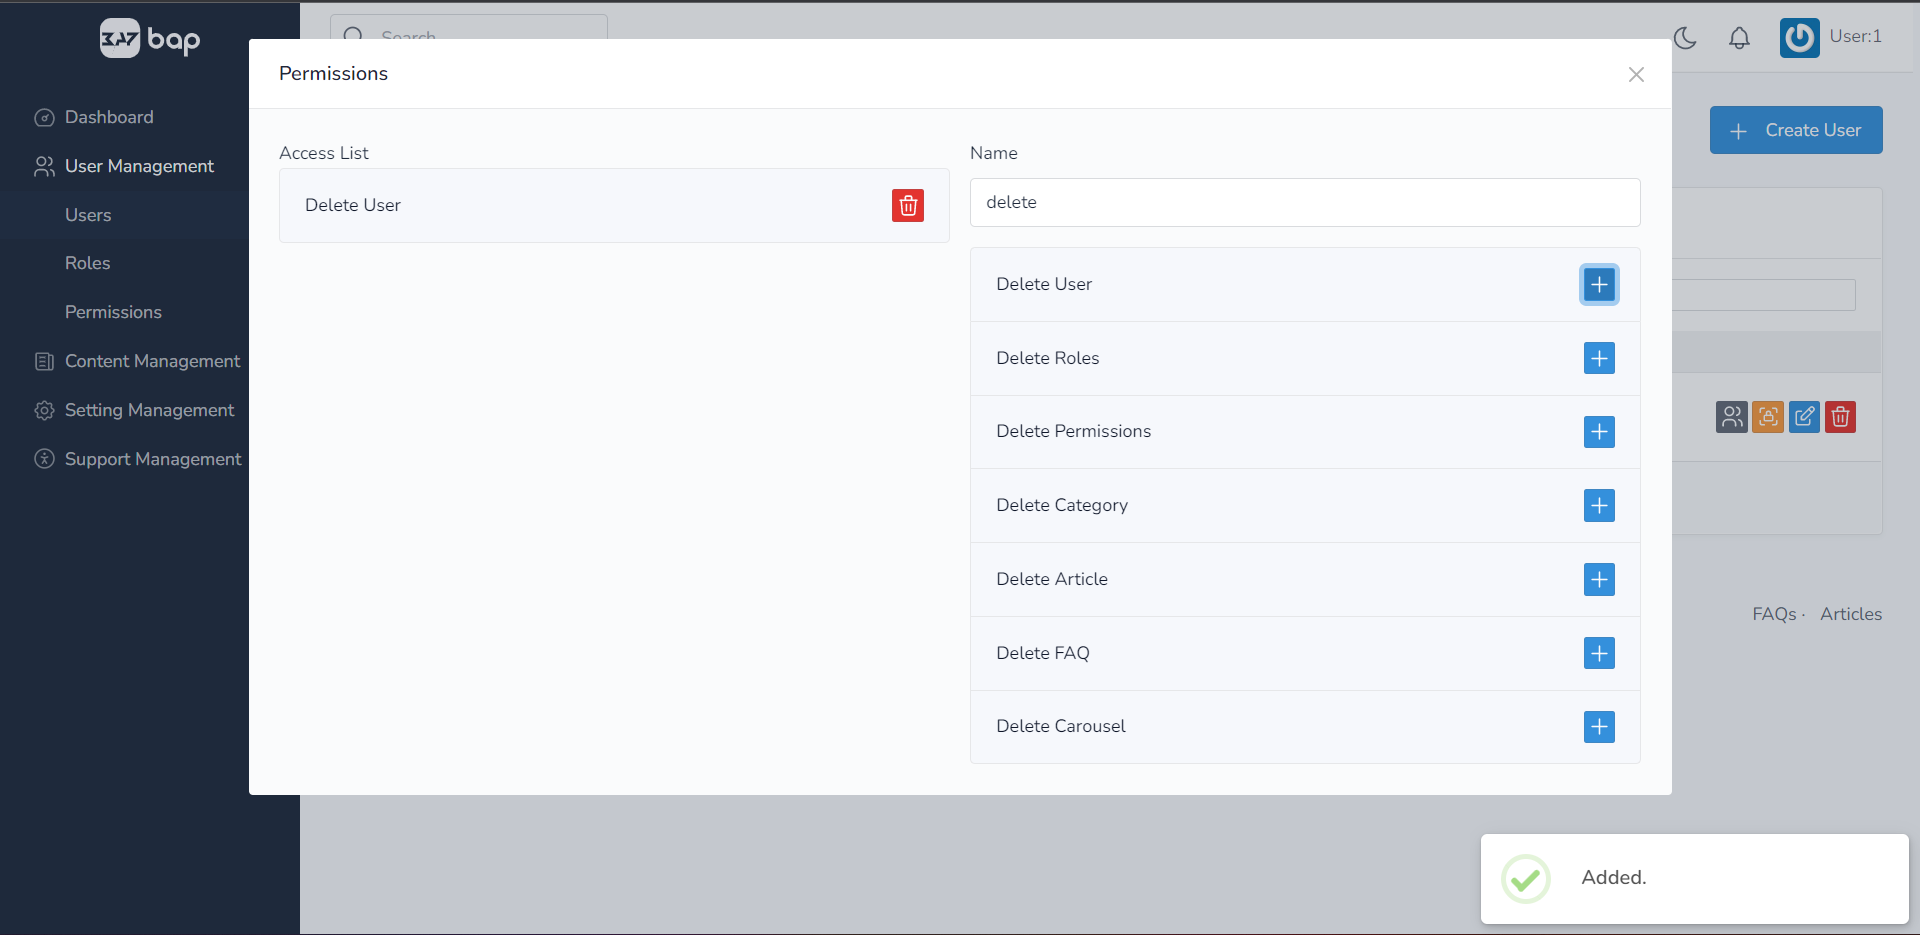 bap
Search
User:1
Dashboard
User Management
Users
Roles
Permissions
Content Management
Setting Management
Support Management
Create User
Permissions
Access List
Delete User
Name
delete
Delete User
Delete Roles
Delete Permissions
Delete Category
Delete Article
Delete FAQ
Delete Carousel
FAQs · Articles
Added.